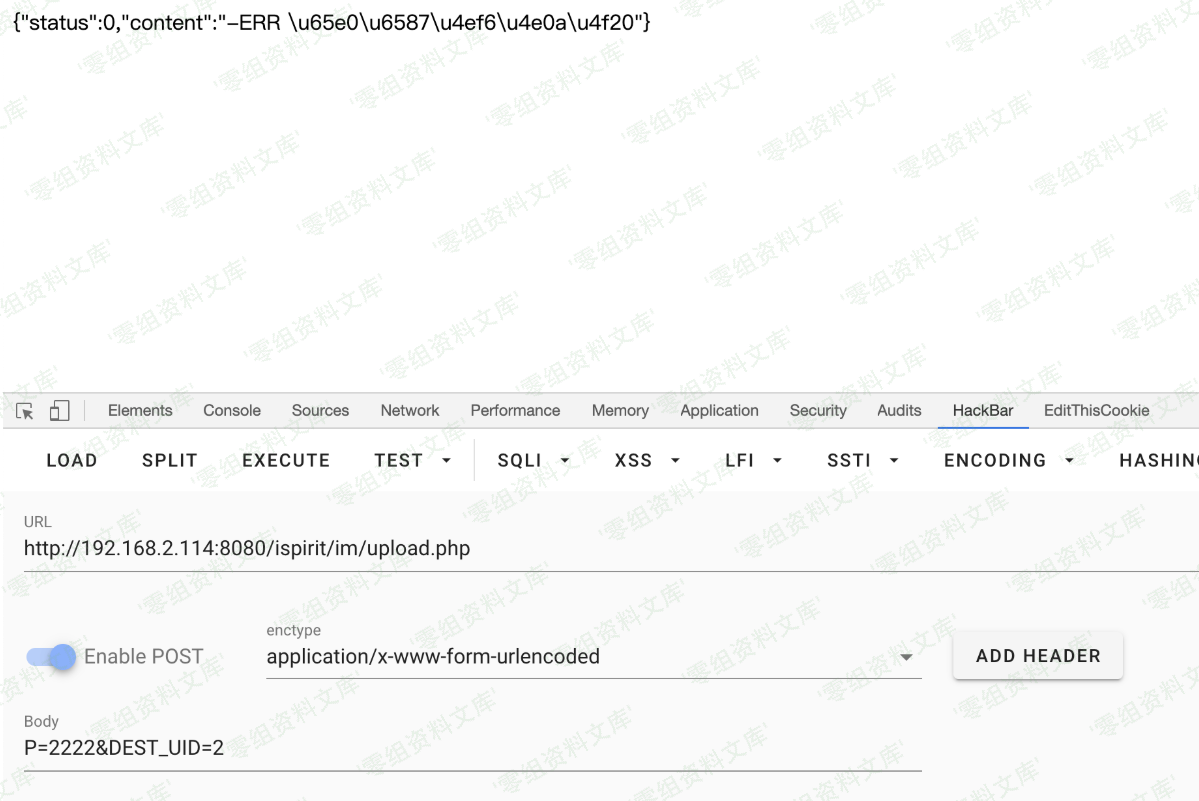 {"status":0,"content":"-ERR \u65e0\u6587\u4ef6\u4e0a\u4f20"}
Elements Console Sources Network Performance Memory Application Security Audits HackBar EditThisCookie
LOAD SPLIT EXECUTE TEST SQLI XSS LFI SSTI ENCODING HASHING
URL
http://192.168.2.114:8080/ispirit/im/upload.php
enctype
Enable POST application/x-www-form-urlencoded ADD HEADER
Body
P=2222&DEST_UID=2
'零组资料文库'